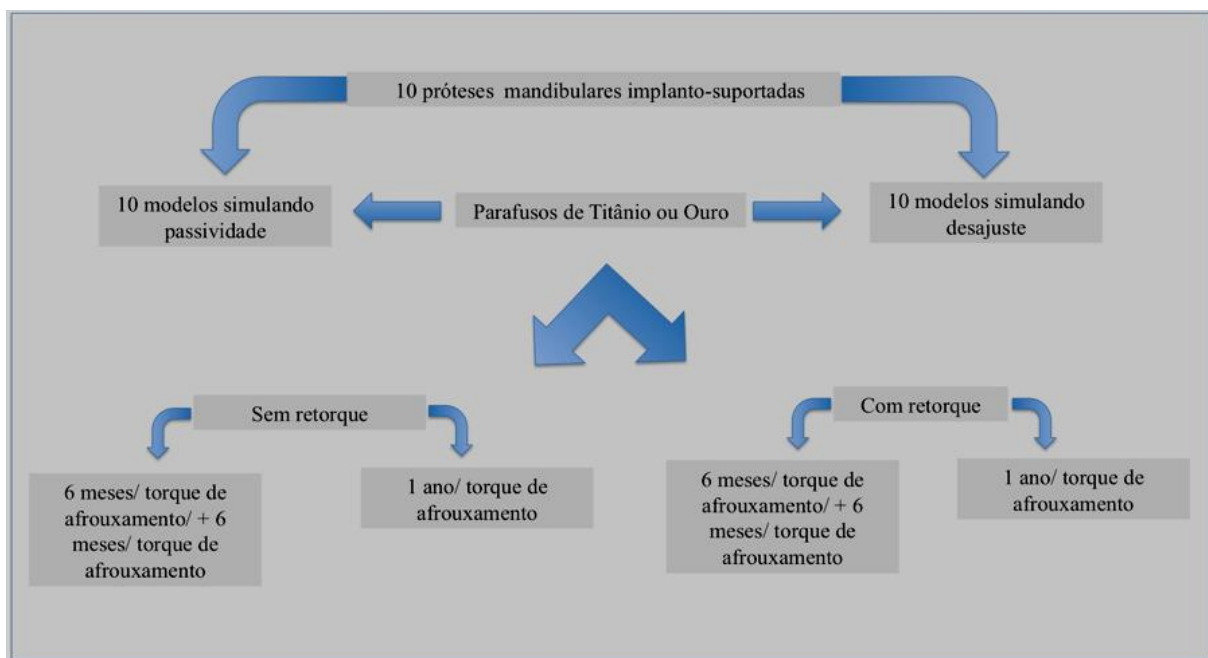 10 próteses mandibulares implanto-suportadas
10 modelos simulando
passividade
Parafusos de Titânio ou Ouro
10 modelos simulando
desajuste
Sem retorque
Com retorque
6 meses/ torque de
afrouxamento/ + 6
meses/ torque de
afrouxamento
1 ano/ torque de
afrouxamento
6 meses/ torque de
afrouxamento/ + 6
meses/ torque de
afrouxamento
1 ano/ torque de
afrouxamento